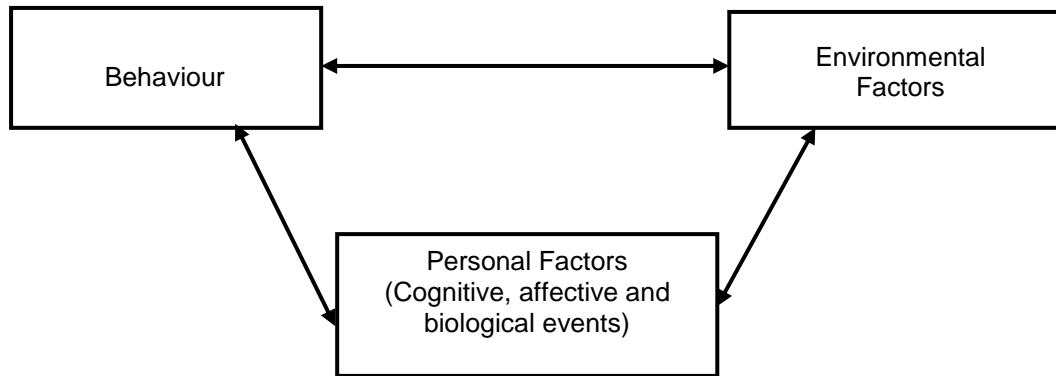 Behaviour
Environmental
Factors
Personal Factors
(Cognitive, affective and
biological events)